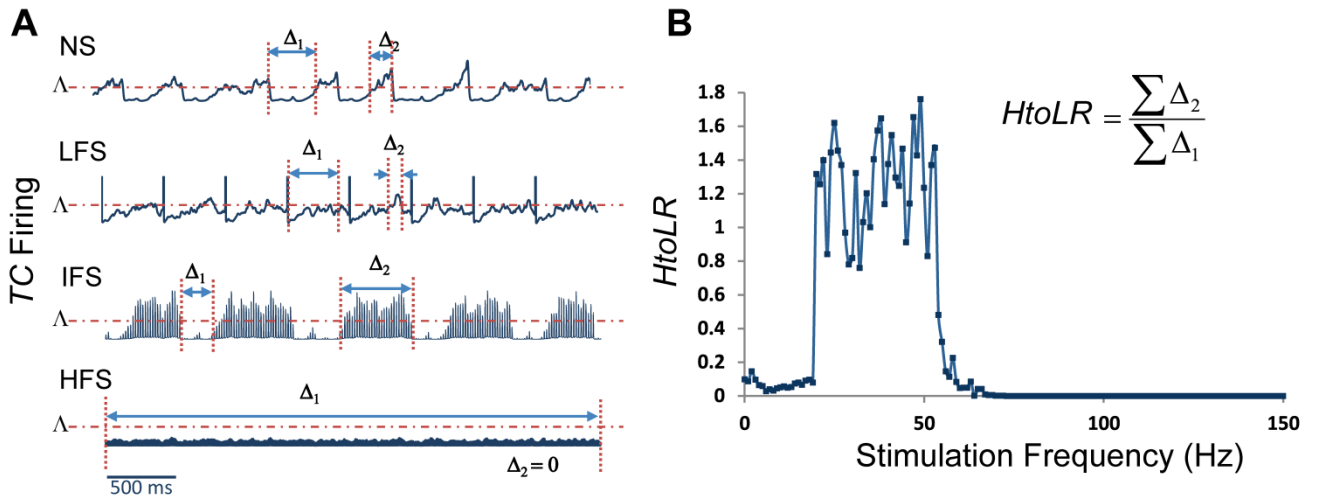 A
TC Firing
NS
Δ1
Δ2
Λ
LFS
Δ1
Δ2
Λ
IFS
Δ1
Δ2
Λ
HFS
Δ1
Λ
Δ2 = 0
500 ms
B
HtoLR = ∑ Δ2 / ∑ Δ1
HtoLR
1.8
1.6
1.4
1.2
1
0.8
0.6
0.4
0.2
0
0 50 100 150
Stimulation Frequency (Hz)